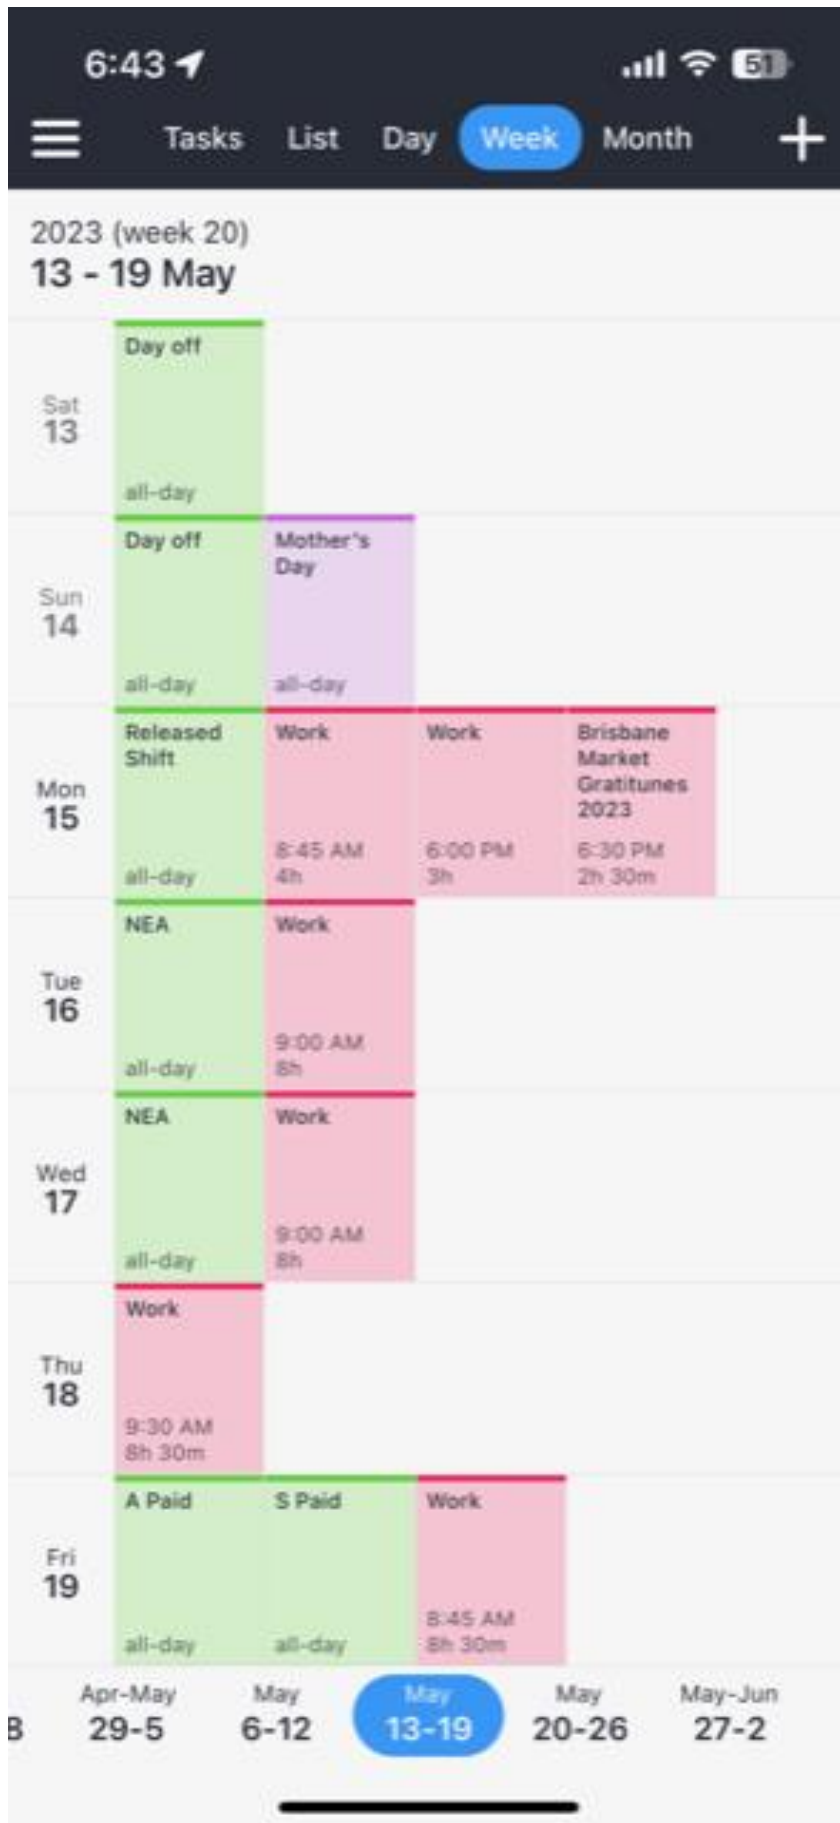 6:43
51
Tasks List Day Week Month
2023 (week 20)
13 - 19 May
Sat
13
Day off
all-day
Sun
14
Day off
all-day
Mother's
Day
all-day
Mon
15
Released
Shift
all-day
Work
8:45 AM
4h
Work
6:00 PM
3h
Brisbane
Market
Gratitunes
2023
6:30 PM
2h 30m
Tue
16
NEA
all-day
Work
9:00 AM
8h
Wed
17
NEA
all-day
Work
9:00 AM
8h
Thu
18
Work
9:30 AM
8h 30m
Fri
19
A Paid
all-day
S Paid
all-day
Work
8:45 AM
8h 30m
8
Apr-May
29-5
May
6-12
May
13-19
May
20-26
May-Jun
27-2